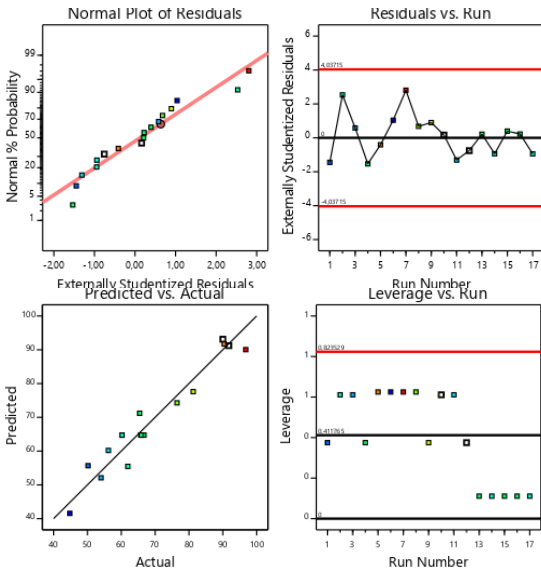 Normal Plot of Residuals
Normal % Probability
99
90
70
50
20
5
1
-2,00 -1,00 0,00 1,00 2,00 3,00
Externally Studentized Residuals
Residuals vs. Run
Externally Studentized Residuals
6
4
2
0
-2
-4
-6
4,03715
0
-4,03715
1 3 5 7 9 11 13 15 17
Run Number
Predicted vs. Actual
Predicted
100
90
80
70
60
50
40
40 50 60 70 80 90 100
Actual
Leverage vs. Run
Leverage
1
1
1
0
0
0,823529
0,411765
0
1 3 5 7 9 11 13 15 17
Run Number